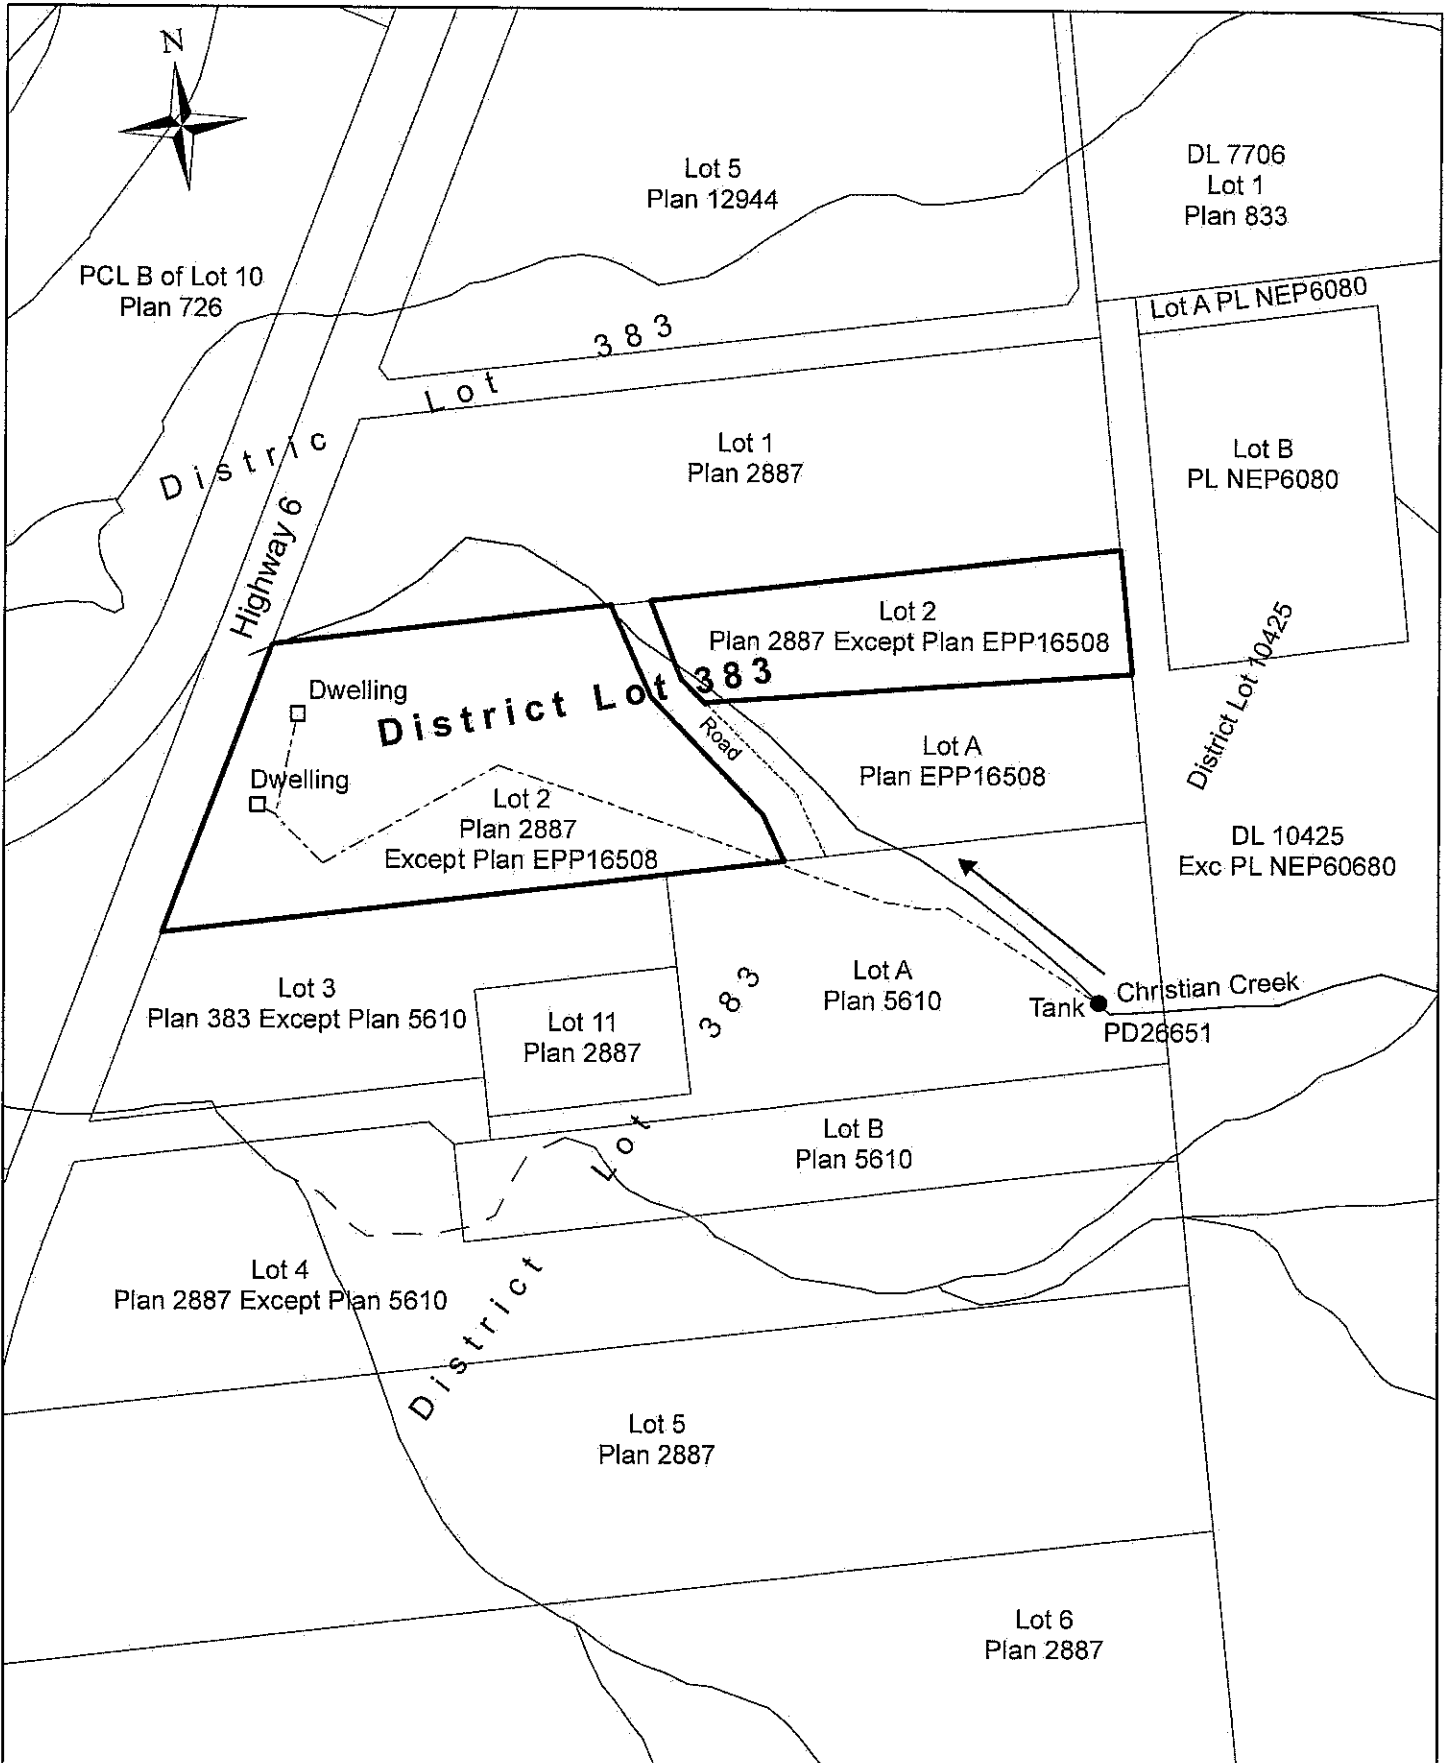 N
Lot 5
Plan 12944
DL 7706
Lot 1
Plan 833
PCL B of Lot 10
Plan 726
Lot A PL NEP6080
Distric Lot 383
Lot 1
Plan 2887
Lot B
PL NEP6080
Highway 6
Lot 2
Plan 2887 Except Plan EPP16508
District Lot 383
Dwelling
Dwelling
Road
District Lot 10425
Lot A
Plan EPP16508
Lot 2
Plan 2887
Except Plan EPP16508
DL 10425
Exc PL NEP60680
Lot 3
Plan 383 Except Plan 5610
Lot 11
Plan 2887
Lot A
Plan 5610
Tank
Christian Creek
PD26651
District Lot 383
Lot B
Plan 5610
Lot 4
Plan 2887 Except Plan 5610
Lot 5
Plan 2887
Lot 6
Plan 2887